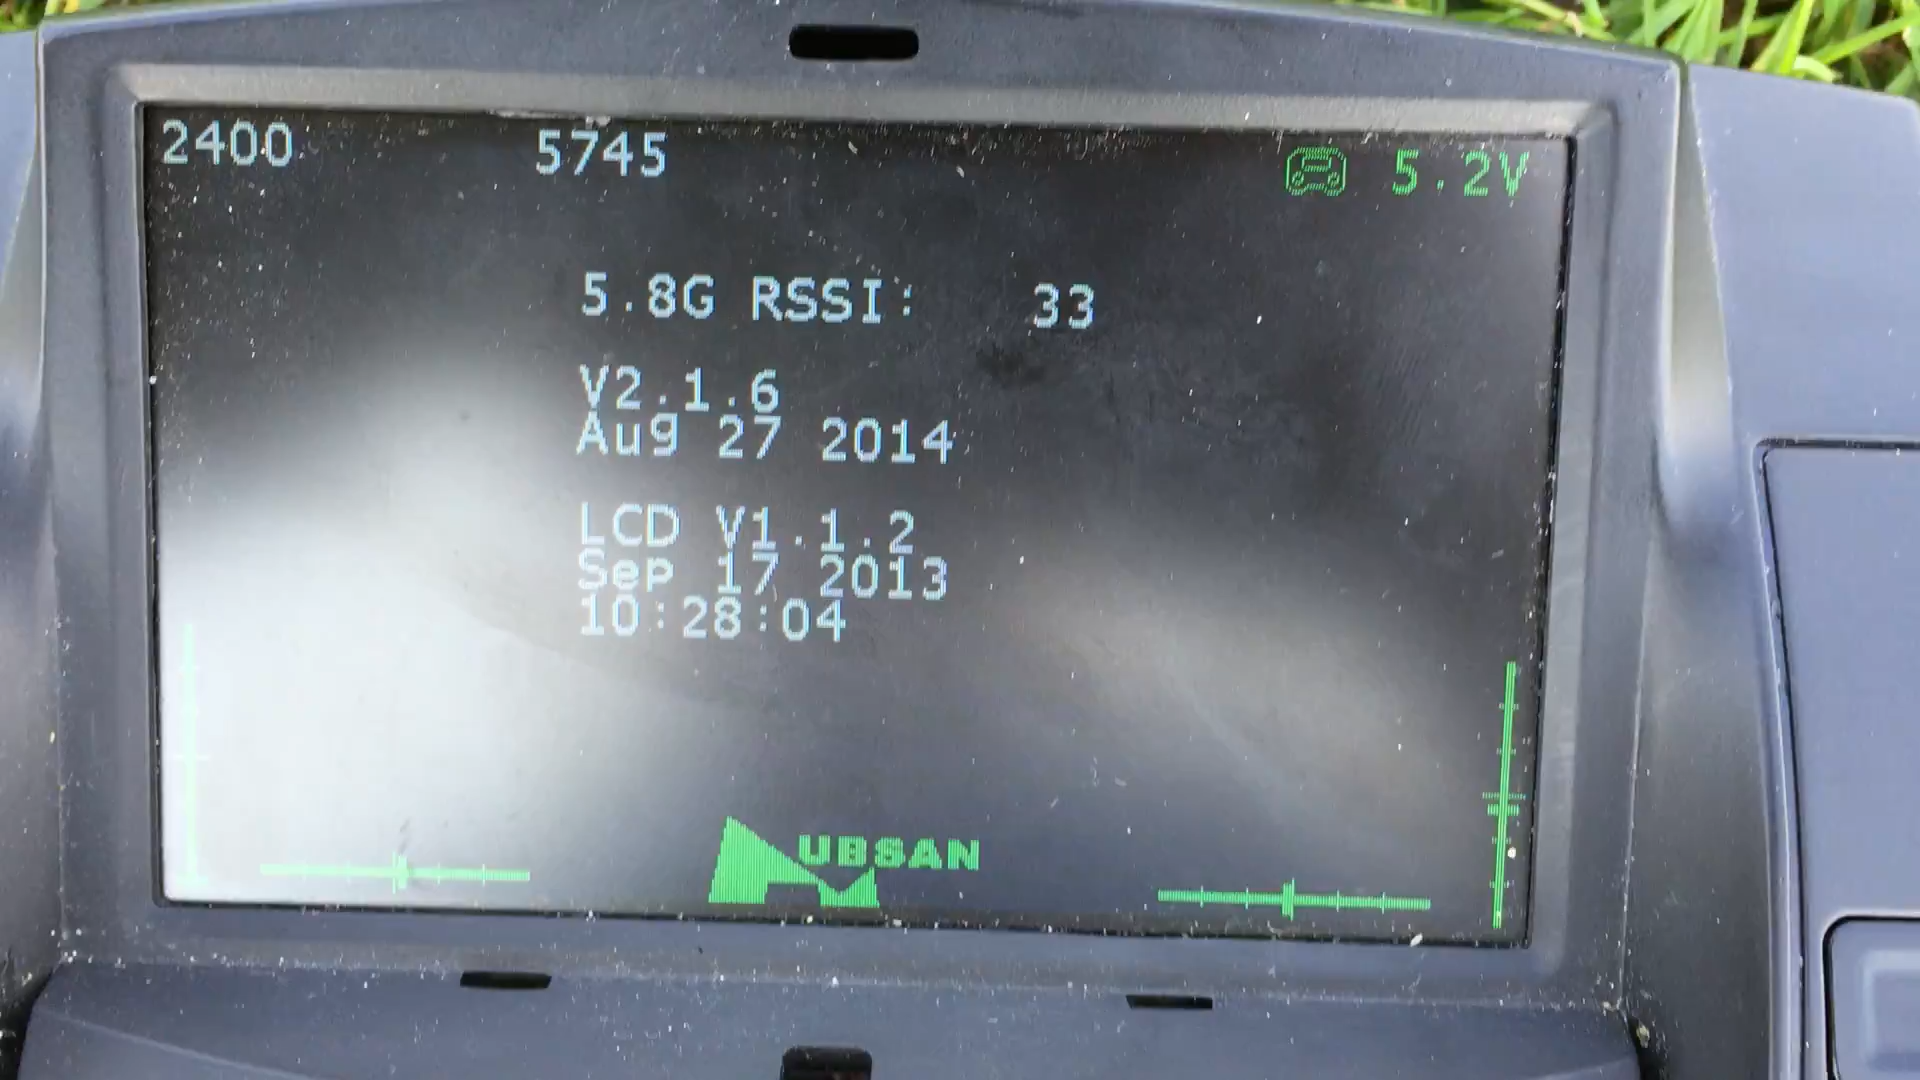 2400 5745 5.2V
5.8G RSSI: 33
V2.1.6
Aug 27 2014
LCD V1.1.2
Sep 17 2013
10:28:04
UBSAN